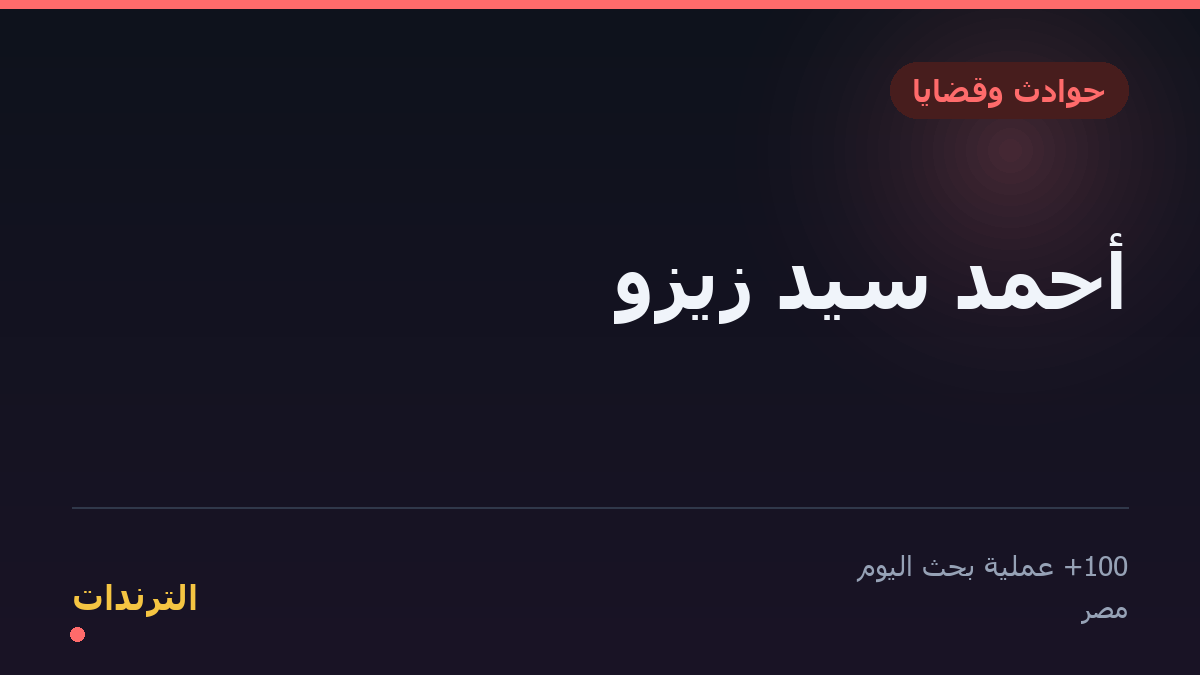 حوادث وقضايا
أحمد سيد زيزو
100+ عملية بحث اليوم
مصر
الترندات